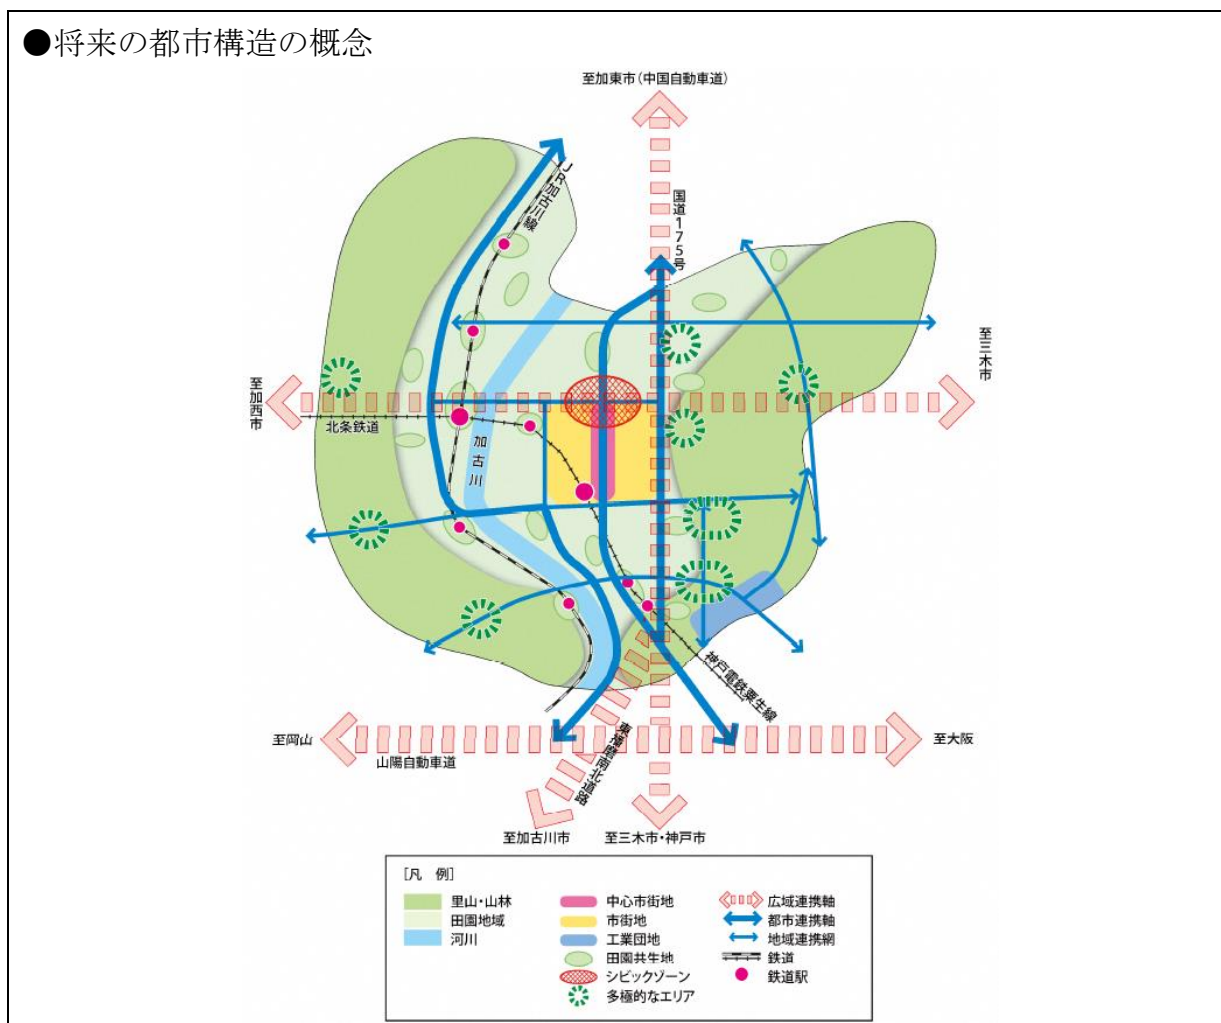 ●将来の都市構造の概念
至加東市(中国自動車道)
JR加古川線
国道175号
至三木市
至加西市
北条鉄道
加古川
神戸電鉄粟生線
至岡山
至大阪
山陽自動車道
東播磨南北道路
至加古川市
至三木市・神戸市
[凡 例]
里山・山林
田園地域
河川
中心市街地
市街地
工業団地
田園共生地
シビックゾーン
多極的なエリア
広域連携軸
都市連携軸
地域連携網
鉄道
鉄道駅